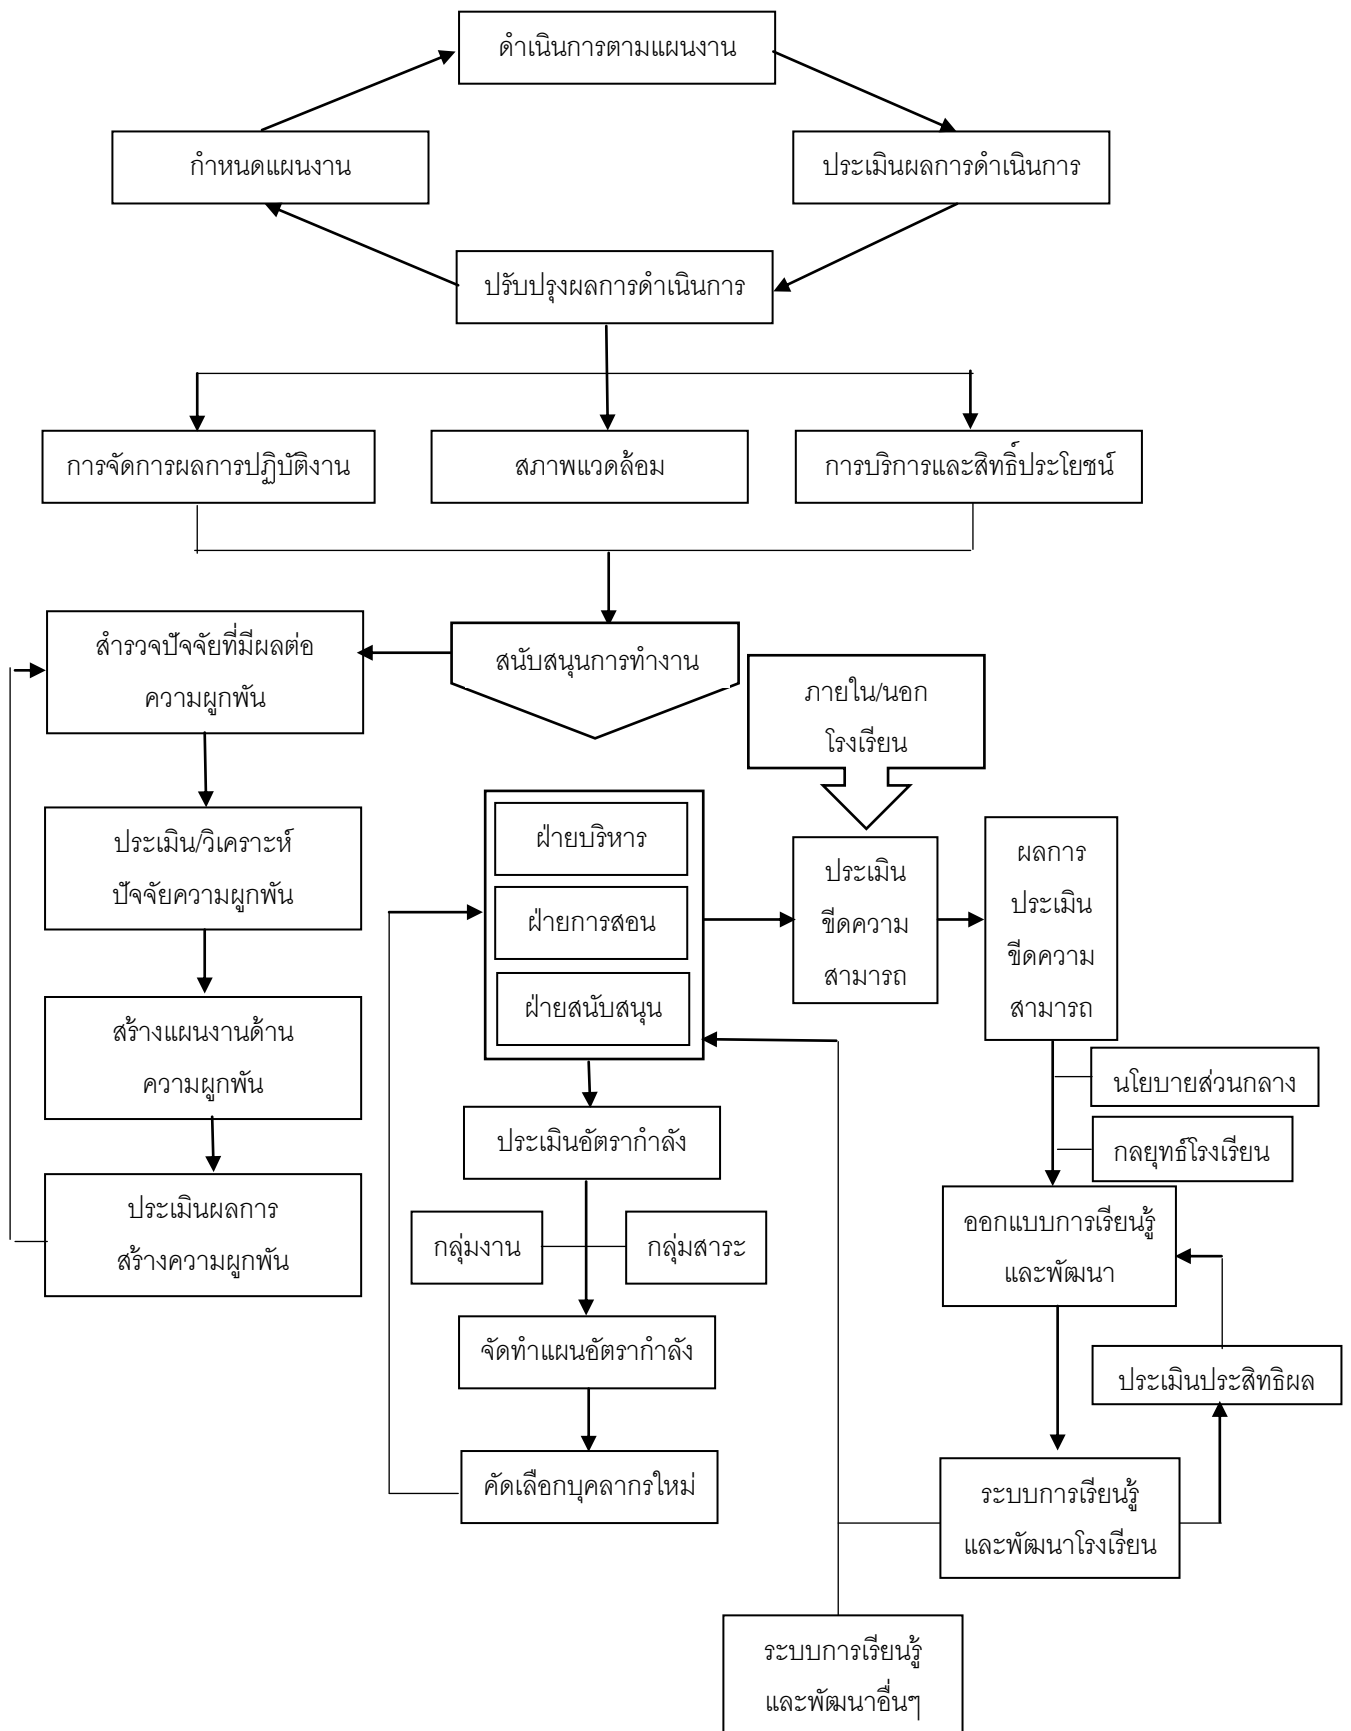 ดำเนินการตามแผนงาน
กำหนดแผนงาน
ประเมินผลการดำเนินการ
ปรับปรุงผลการดำเนินการ
การจัดการผลการปฏิบัติงาน
สภาพแวดล้อม
การบริการและสิทธิ์ประโยชน์
สำรวจปัจจัยที่มีผลต่อ
ความผูกพัน
สนับสนุนการทำงาน
ภายใน/นอก
โรงเรียน
ประเมิน/วิเคราะห์
ปัจจัยความผูกพัน
ฝ่ายบริหาร
ฝ่ายการสอน
ฝ่ายสนับสนุน
ประเมิน
ขีดความ
สามารถ
ผลการ
ประเมิน
ขีดความ
สามารถ
สร้างแผนงานด้าน
ความผูกพัน
นโยบายส่วนกลาง
กลยุทธ์โรงเรียน
ประเมินอัตรากำลัง
ประเมินผลการ
สร้างความผูกพัน
กลุ่มงาน
กลุ่มสาระ
ออกแบบการเรียนรู้
และพัฒนา
จัดทำแผนอัตรากำลัง
ประเมินประสิทธิผล
คัดเลือกบุคลากรใหม่
ระบบการเรียนรู้
และพัฒนาโรงเรียน
ระบบการเรียนรู้
และพัฒนาอื่นๆ